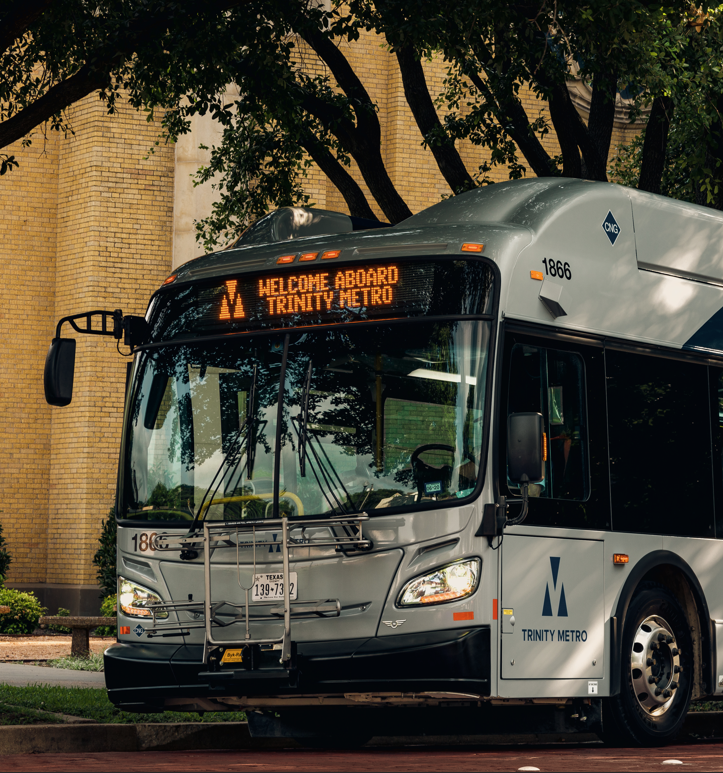 CNG
1866
WELCOME ABOARD
TRINITY METRO
TEXAS
TRINITY METRO